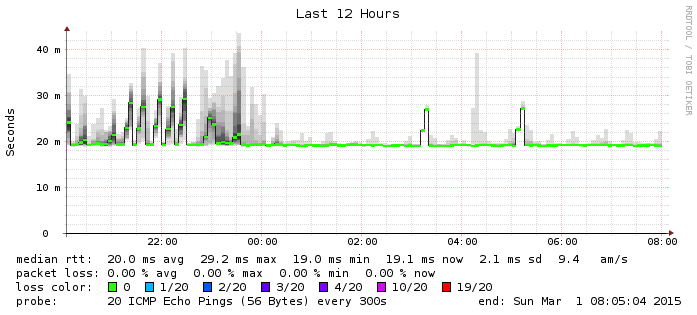 Last 12 Hours
RRDTOOL / TOBI OETIKER
Seconds
40 m
30 m
20 m
10 m
0
22:00 00:00 02:00 04:00 06:00 08:00
median rtt: 20.0 ms avg 29.2 ms max 19.0 ms min 19.1 ms now 2.1 ms sd 9.4 am/s
packet loss: 0.00 % avg 0.00 % max 0.00 % min 0.00 % now
loss color: 0 1/20 2/20 3/20 4/20 10/20 19/20
probe: 20 ICMP Echo Pings (56 Bytes) every 300s end: Sun Mar 1 08:05:04 2015